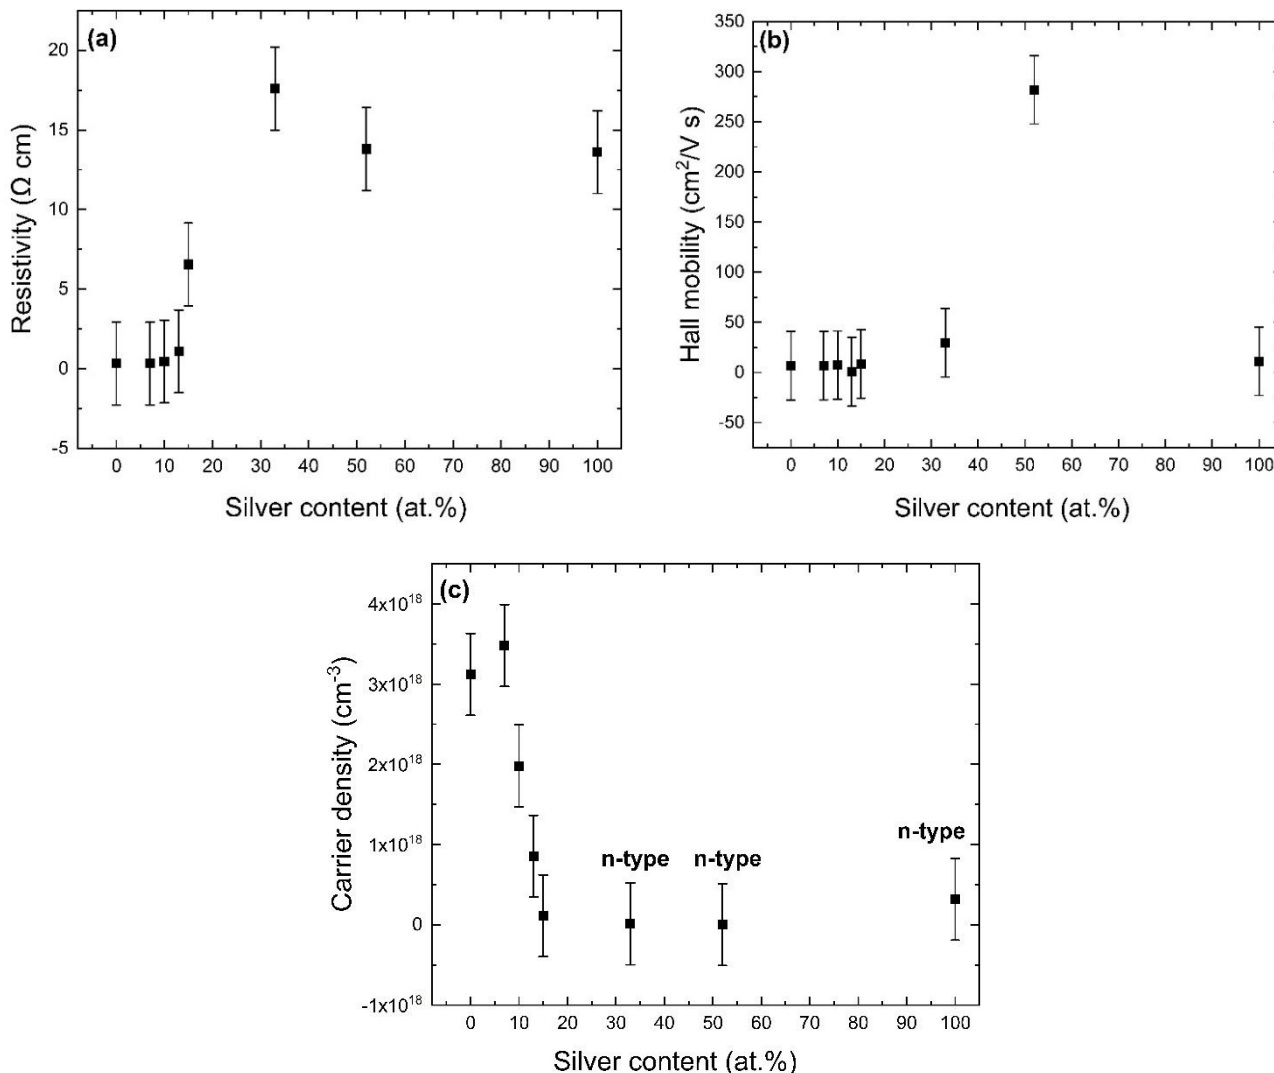 (a)
20
15
10
5
0
-5
Resistivity (Ω cm)
0 10 20 30 40 50 60 70 80 90 100
Silver content (at.%)
(b)
350
300
250
200
150
100
50
0
-50
Hall mobility (cm²/V s)
0 10 20 30 40 50 60 70 80 90 100
Silver content (at.%)
(c)
4x10¹⁸
3x10¹⁸
2x10¹⁸
1x10¹⁸
0
-1x10¹⁸
Carrier density (cm⁻³)
n-type n-type n-type
0 10 20 30 40 50 60 70 80 90 100
Silver content (at.%)